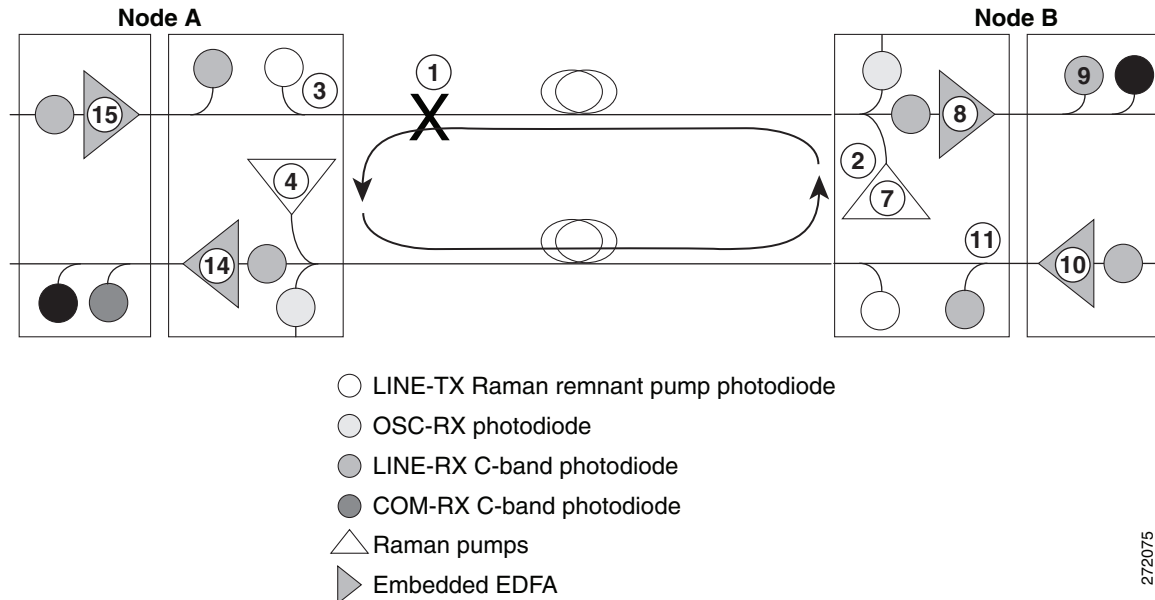 Node A
Node B
1
3
15
9
8
2
4
7
11
14
10
LINE-TX Raman remnant pump photodiode
OSC-RX photodiode
LINE-RX C-band photodiode
COM-RX C-band photodiode
Raman pumps
Embedded EDFA
272075